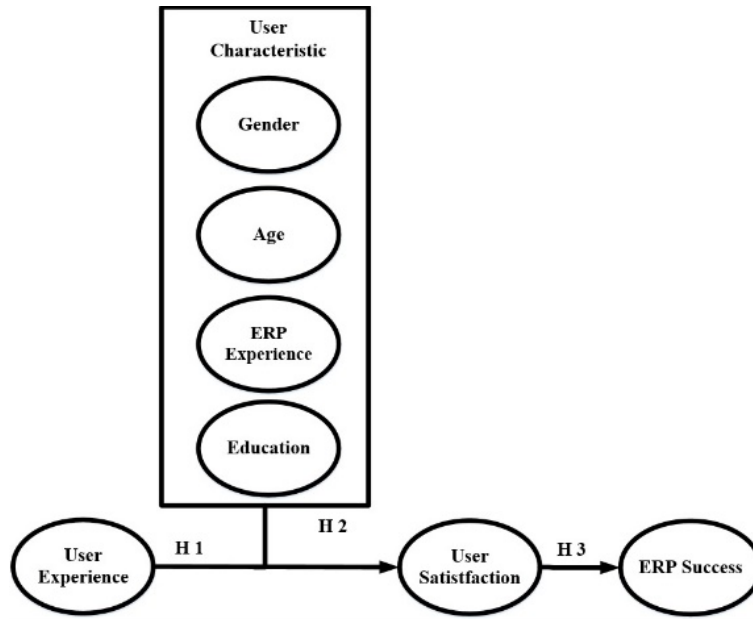 User
Characteristic
Gender
Age
ERP
Experience
Education
H 1
H 2
User
Experience
User
Satistfaction
H 3
ERP Success